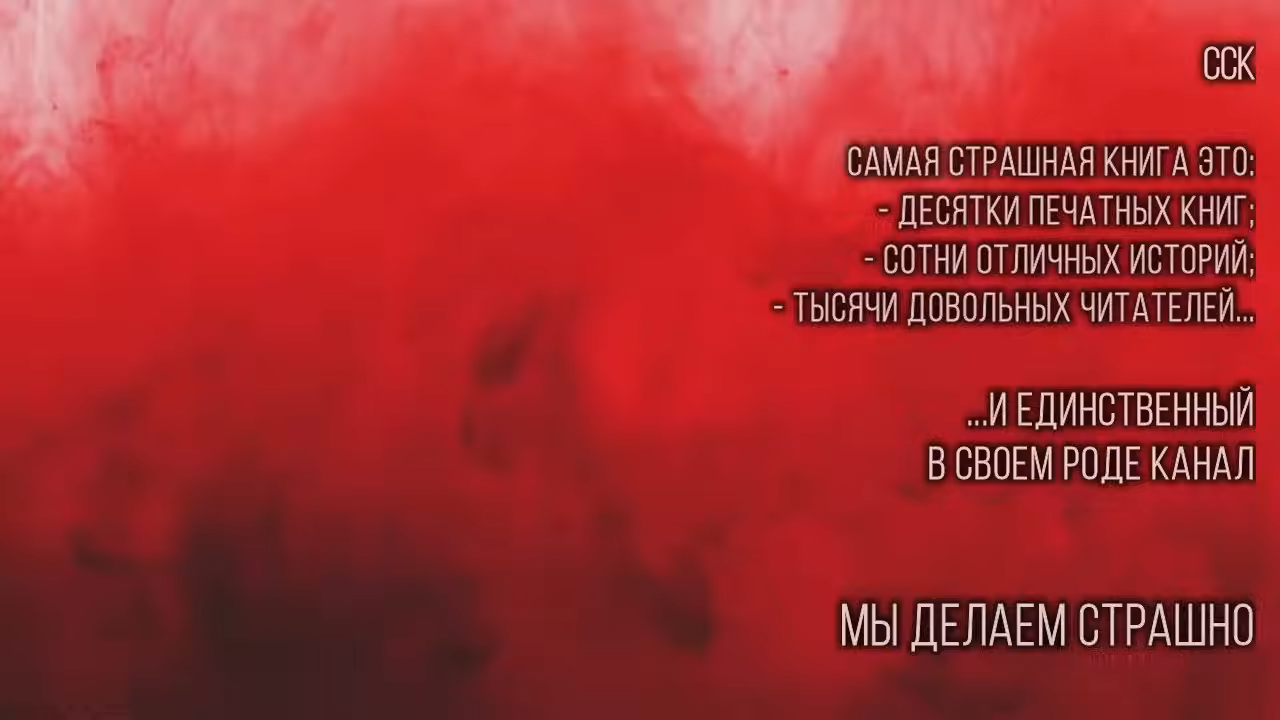 ССК
САМАЯ СТРАШНАЯ КНИГА ЭТО:
- ДЕСЯТКИ ПЕЧАТНЫХ КНИГ;
- СОТНИ ОТЛИЧНЫХ ИСТОРИЙ;
- ТЫСЯЧИ ДОВОЛЬНЫХ ЧИТАТЕЛЕЙ...
...И ЕДИНСТВЕННЫЙ
В СВОЕМ РОДЕ КАНАЛ
МЫ ДЕЛАЕМ СТРАШНО